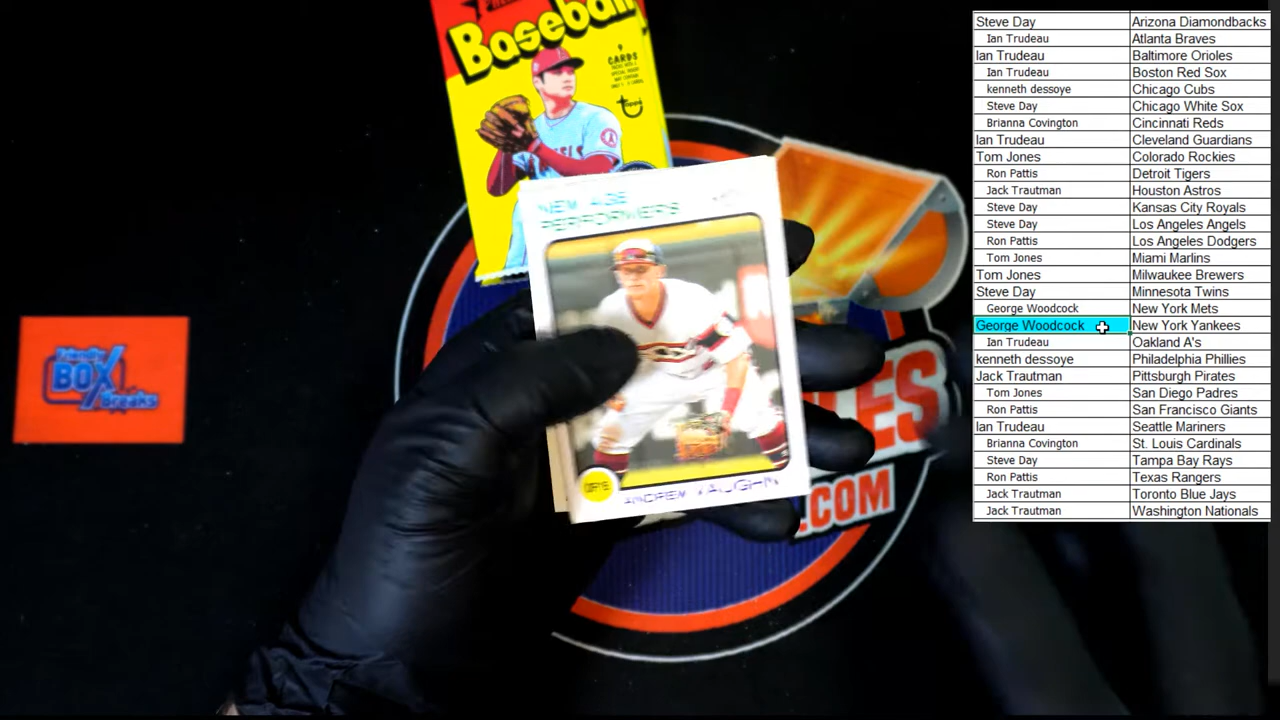 Baseball
9
CARDS
topps
ANGELS
A
NEW AGE
PERFORMERS
SOX
OF/1B
ANDREW VAUGHN
Friendly
BOX
Breaks
.COM
Steve Day Arizona Diamondbacks
Ian Trudeau Atlanta Braves
Ian Trudeau Baltimore Orioles
Ian Trudeau Boston Red Sox
kenneth dessoye Chicago Cubs
Steve Day Chicago White Sox
Brianna Covington Cincinnati Reds
Ian Trudeau Cleveland Guardians
Tom Jones Colorado Rockies
Ron Pattis Detroit Tigers
Jack Trautman Houston Astros
Steve Day Kansas City Royals
Steve Day Los Angeles Angels
Ron Pattis Los Angeles Dodgers
Tom Jones Miami Marlins
Tom Jones Milwaukee Brewers
Steve Day Minnesota Twins
George Woodcock New York Mets
George Woodcock New York Yankees
Ian Trudeau Oakland A's
kenneth dessoye Philadelphia Phillies
Jack Trautman Pittsburgh Pirates
Tom Jones San Diego Padres
Ron Pattis San Francisco Giants
Ian Trudeau Seattle Mariners
Brianna Covington St. Louis Cardinals
Steve Day Tampa Bay Rays
Ron Pattis Texas Rangers
Jack Trautman Toronto Blue Jays
Jack Trautman Washington Nationals